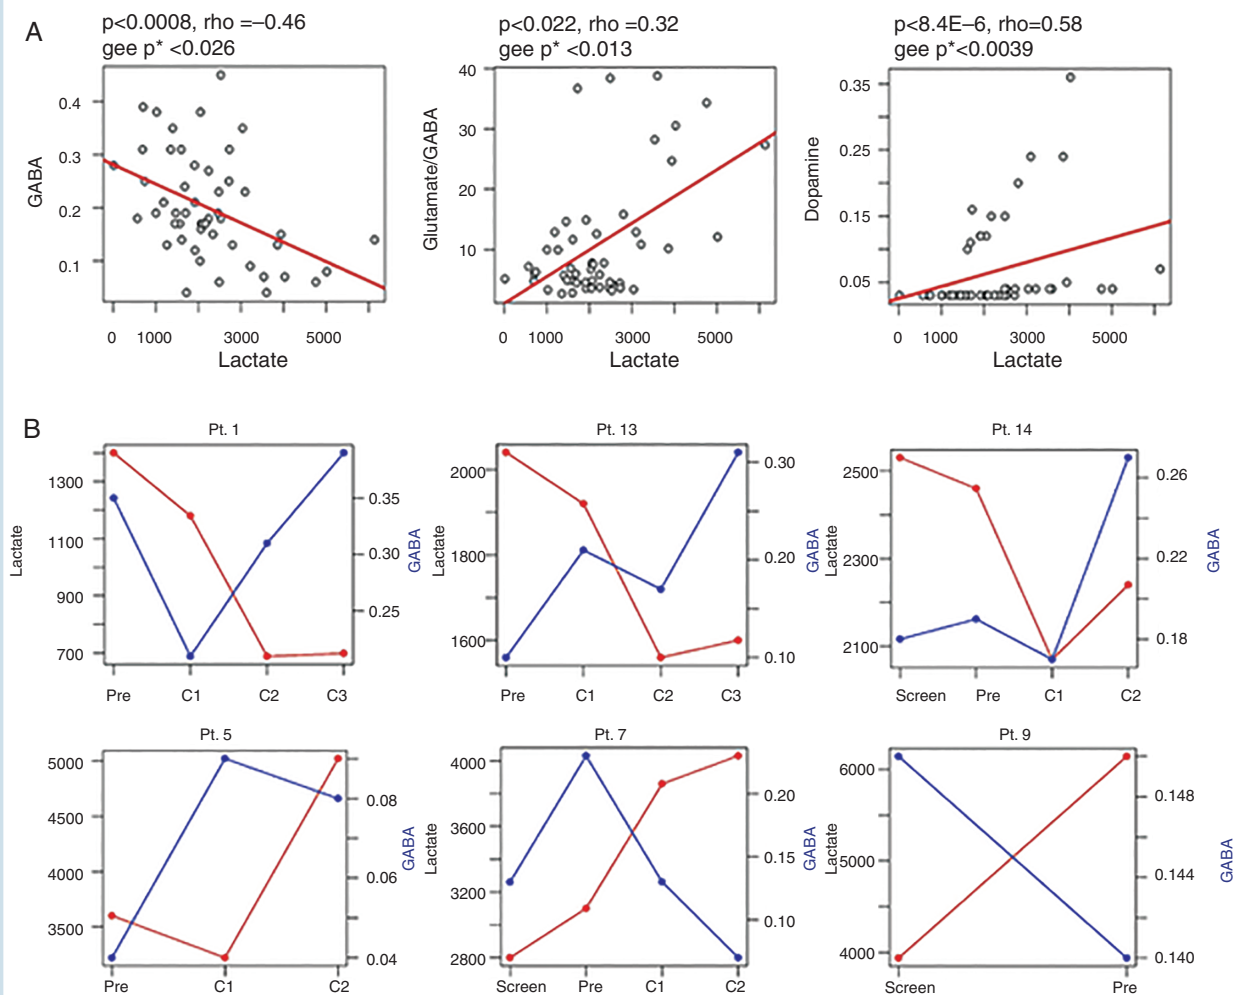 A
p<0.0008, rho =–0.46
gee p* <0.026
p<0.022, rho =0.32
gee p* <0.013
p<8.4E–6, rho=0.58
gee p*<0.0039
GABA
0.4
0.3
0.2
0.1
0 1000 3000 5000
Lactate
Glutamate/GABA
40
30
20
10
0 1000 3000 5000
Lactate
Dopamine
0.35
0.25
0.15
0.05
0 1000 3000 5000
Lactate
B
Pt. 1
Lactate
1300
1100
900
700
0.35
0.30
0.25
GABA
Pre C1 C2 C3
Pt. 13
Lactate
2000
1800
1600
0.30
0.20
0.10
GABA
Pre C1 C2 C3
Pt. 14
Lactate
2500
2300
2100
0.26
0.22
0.18
GABA
Screen Pre C1 C2
Pt. 5
5000
4500
4000
3500
0.08
0.06
0.04
GABA
Pre C1 C2
Pt. 7
Lactate
4000
3600
3200
2800
0.20
0.15
0.10
GABA
Screen Pre C1 C2
Pt. 9
Lactate
6000
5000
4000
0.148
0.144
0.140
GABA
Screen Pre